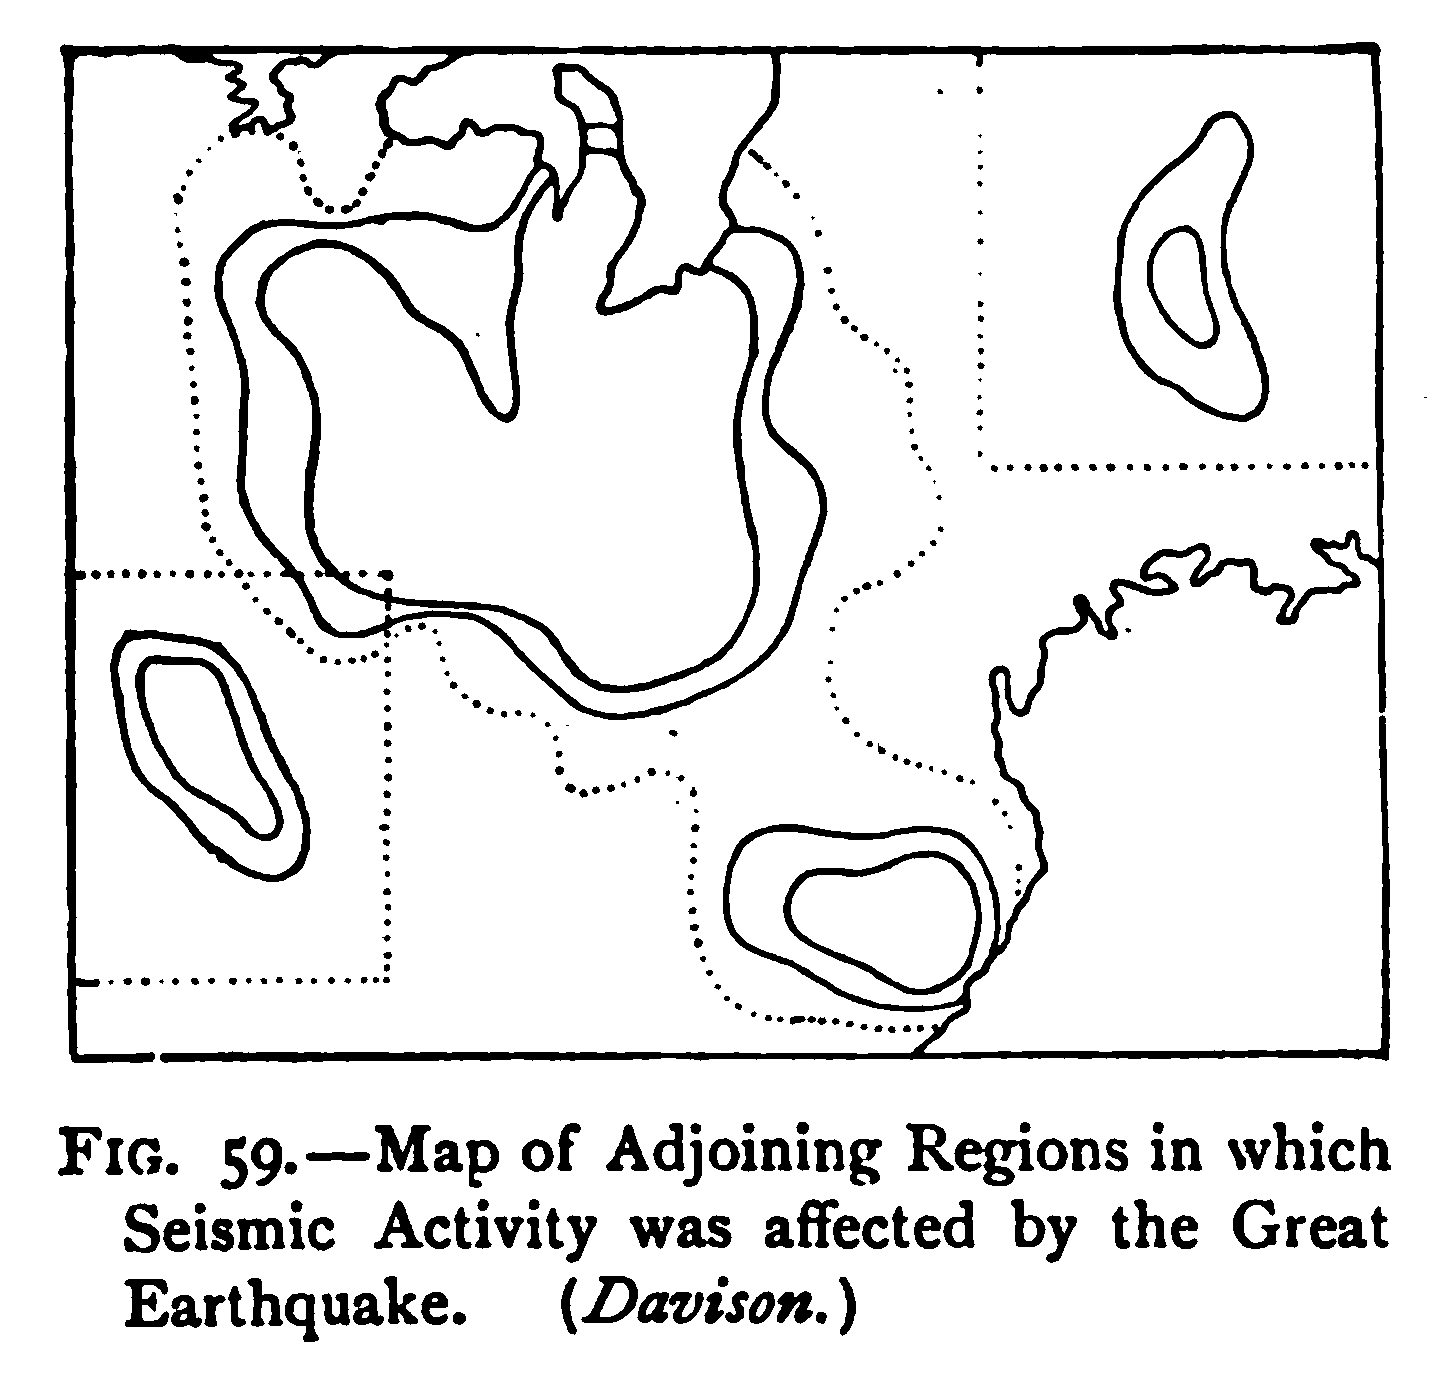 FIG. 59.—Map of Adjoining Regions in which
Seismic Activity was affected by the Great
Earthquake. (Davison.)